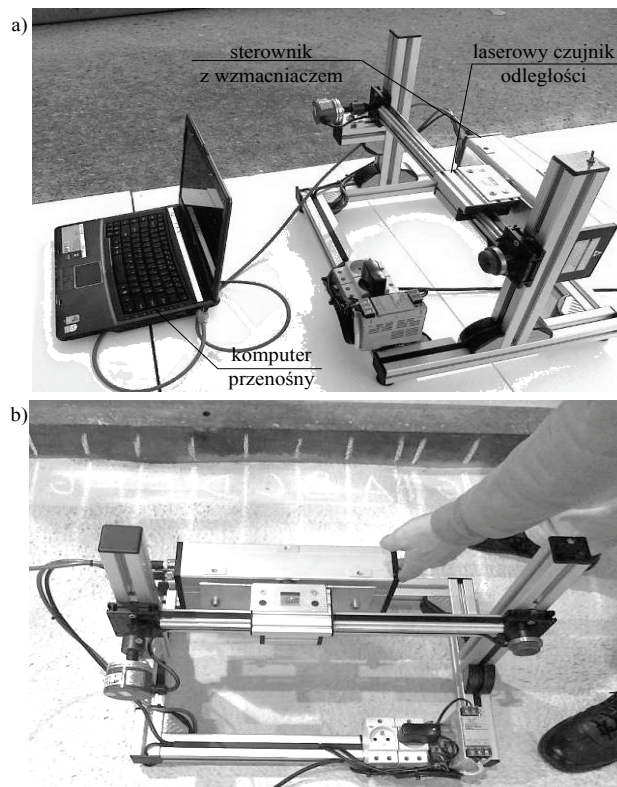 a)
sterownik
z wzmacniaczem
laserowy czujnik
odległości
komputer
przenośny
b)